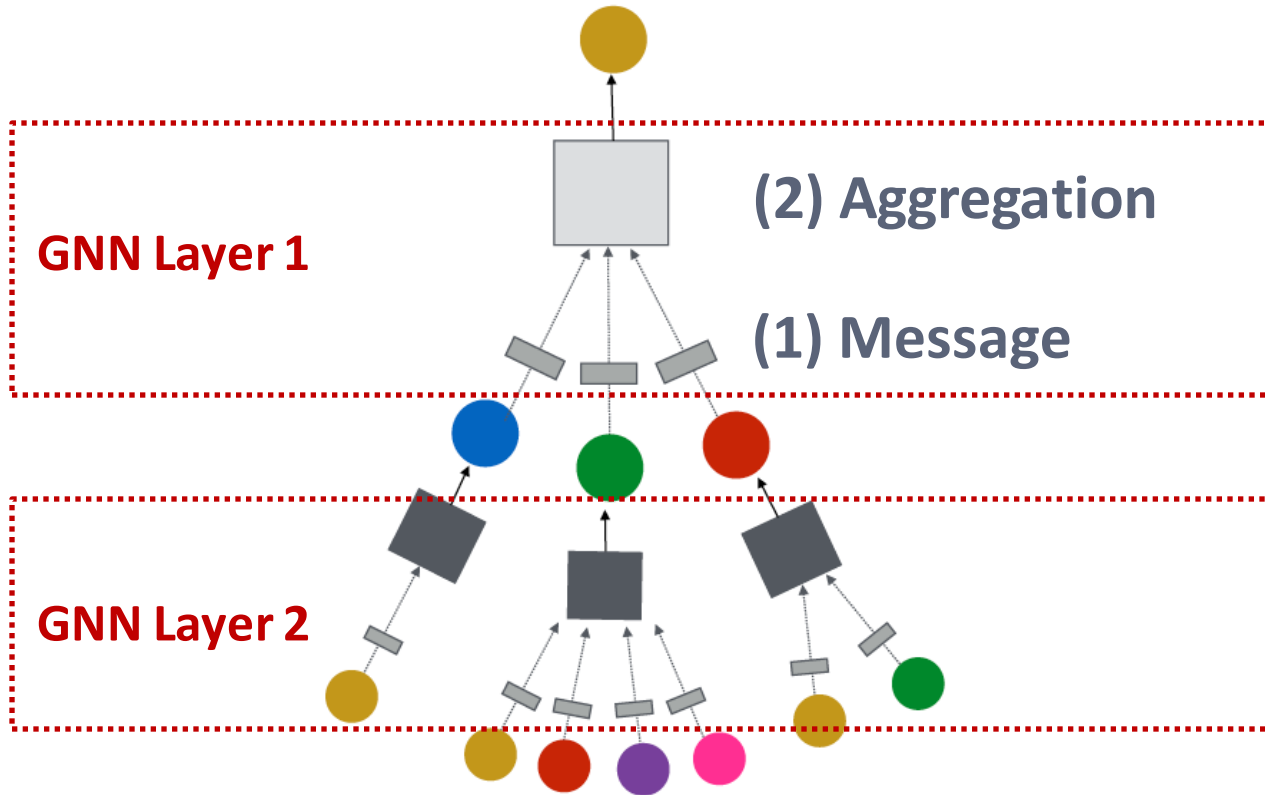 (2) Aggregation
GNN Layer 1
(1) Message
GNN Layer 2